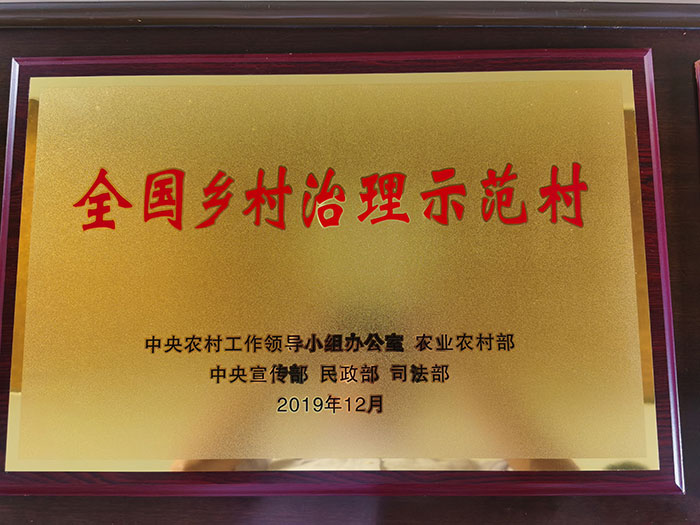 全国乡村治理示范村
中央农村工作领导小组办公室 农业农村部
中央宣传部 民政部 司法部
2019年12月